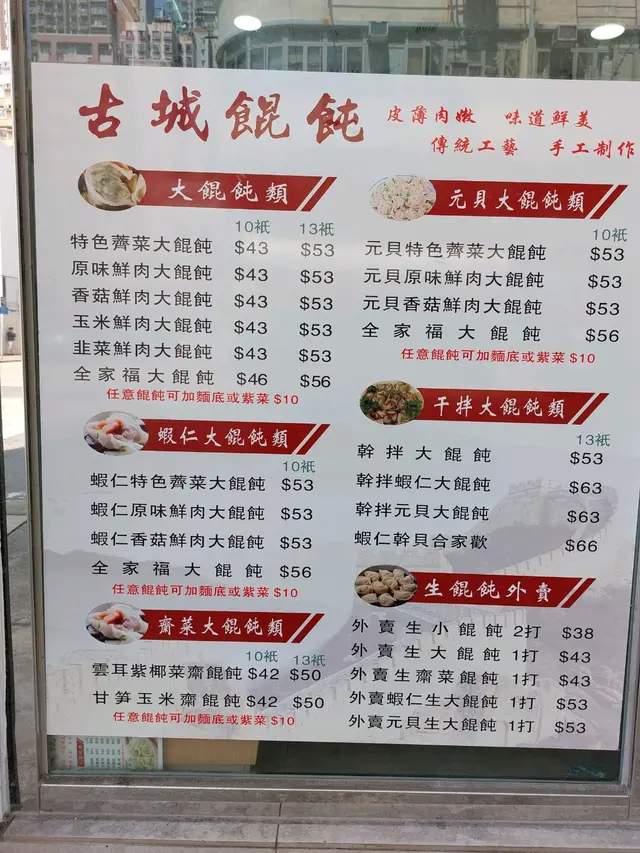 古城餛飩
皮薄肉嫩 味道鮮美
傳統工藝 手工制作
大餛飩類
10衹 13衹
特色薺菜大餛飩 $43 $53
原味鮮肉大餛飩 $43 $53
香菇鮮肉大餛飩 $43 $53
玉米鮮肉大餛飩 $43 $53
韭菜鮮肉大餛飩 $43 $53
全家福大餛飩 $46 $56
任意餛飩可加麵底或紫菜 $10
蝦仁大餛飩類
10衹
蝦仁特色薺菜大餛飩 $53
蝦仁原味鮮肉大餛飩 $53
蝦仁香菇鮮肉大餛飩 $53
全家福大餛飩 $56
任意餛飩可加麵底或紫菜 $10
齋菜大餛飩類
10衹 13衹
雲耳紫椰菜齋餛飩 $42 $50
甘笋玉米齋餛飩 $42 $50
任意餛飩可加麵底或紫菜 $10
元貝大餛飩類
10衹
元貝特色薺菜大餛飩 $53
元貝原味鮮肉大餛飩 $53
元貝香菇鮮肉大餛飩 $53
全家福大餛飩 $56
任意餛飩可加麵底或紫菜 $10
干拌大餛飩類
13衹
幹拌大餛飩 $53
幹拌蝦仁大餛飩 $63
幹拌元貝大餛飩 $63
蝦仁幹貝合家歡 $66
生餛飩外賣
外賣生小餛飩 2打 $38
外賣生大餛飩 1打 $43
外賣生齋菜餛飩 1打 $43
外賣蝦仁生大餛飩 1打 $53
外賣元貝生大餛飩 1打 $53